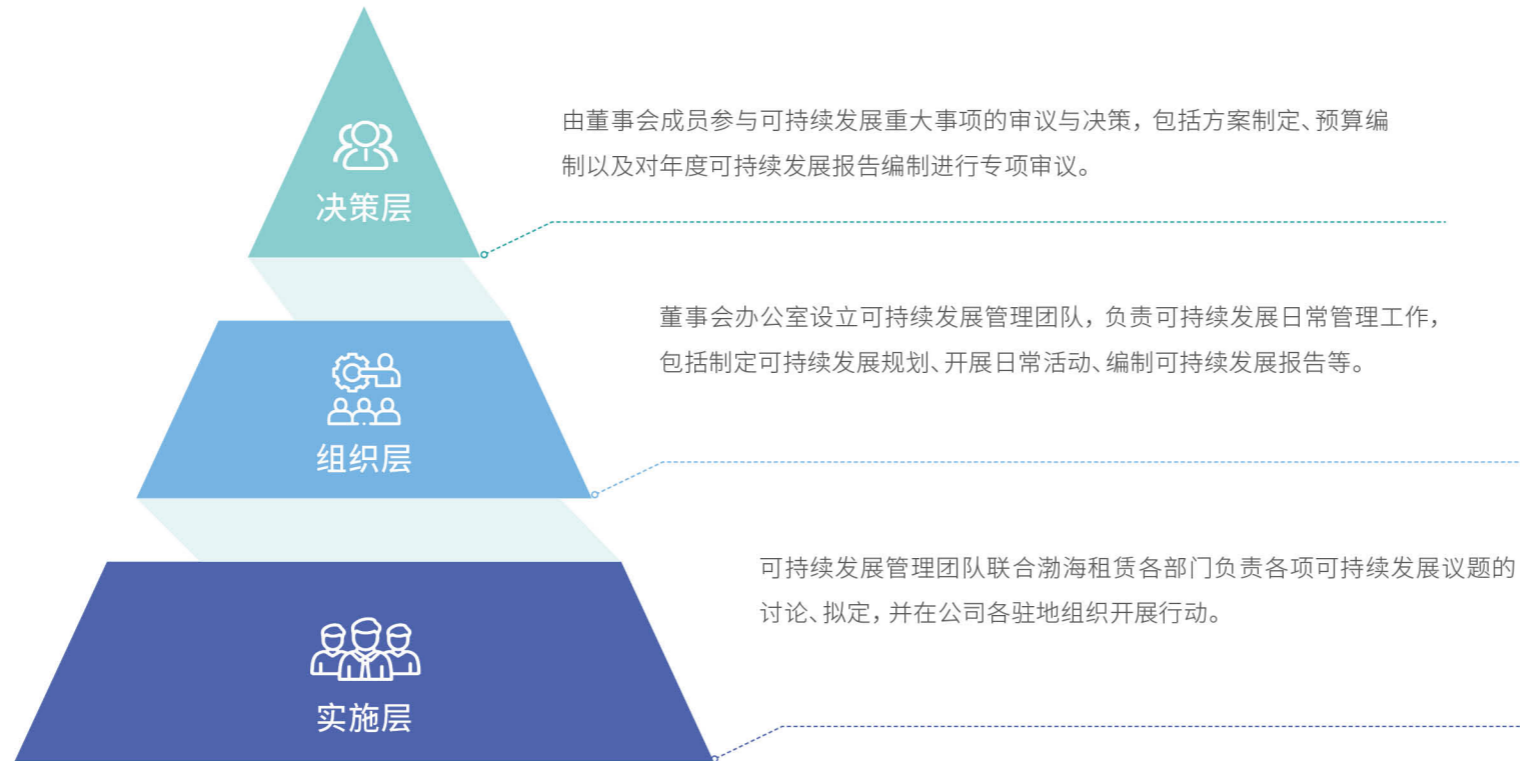 由董事会成员参与可持续发展重大事项的审议与决策，包括方案制定、预算编
制以及对年度可持续发展报告编制进行专项审议。
决策层
董事会办公室设立可持续发展管理团队，负责可持续发展日常管理工作，
包括制定可持续发展规划、开展日常活动、编制可持续发展报告等。
组织层
可持续发展管理团队联合渤海租赁各部门负责各项可持续发展议题的
讨论、拟定，并在公司各驻地组织开展行动。
实施层